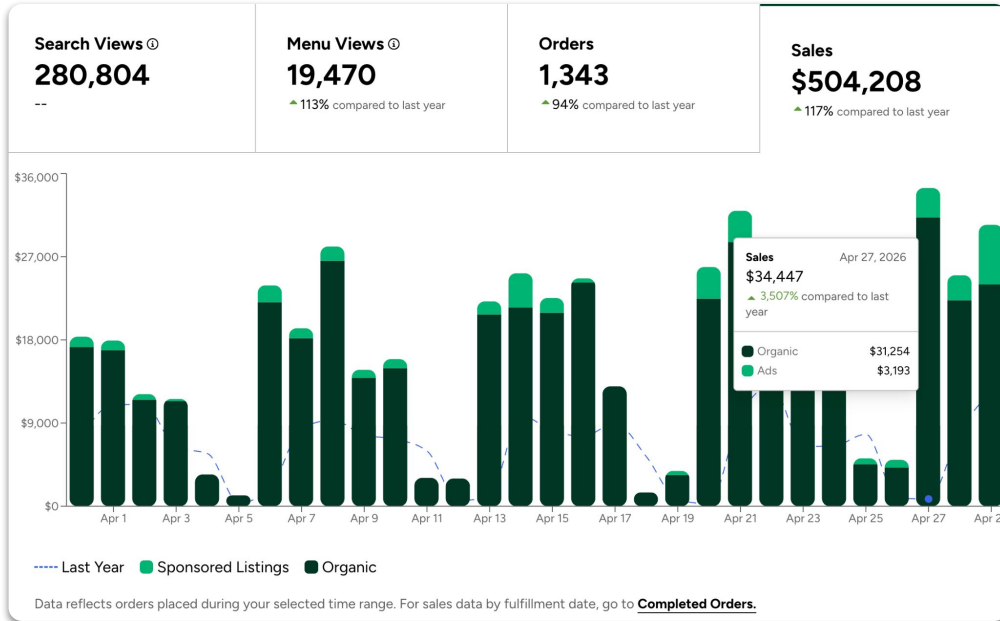 Search Views
280,804
--
Menu Views
19,470
113% compared to last year
Orders
1,343
94% compared to last year
Sales
$504,208
117% compared to last year
$36,000
$27,000
$18,000
$9,000
$0
Sales Apr 27, 2026
$34,447
3,507% compared to last
year
Organic $31,254
Ads $3,193
Apr 1 Apr 3 Apr 5 Apr 7 Apr 9 Apr 11 Apr 13 Apr 15 Apr 17 Apr 19 Apr 21 Apr 23 Apr 25 Apr 27 Apr 2
Last Year Sponsored Listings Organic
Data reflects orders placed during your selected time range. For sales data by fulfillment date, go to Completed Orders.